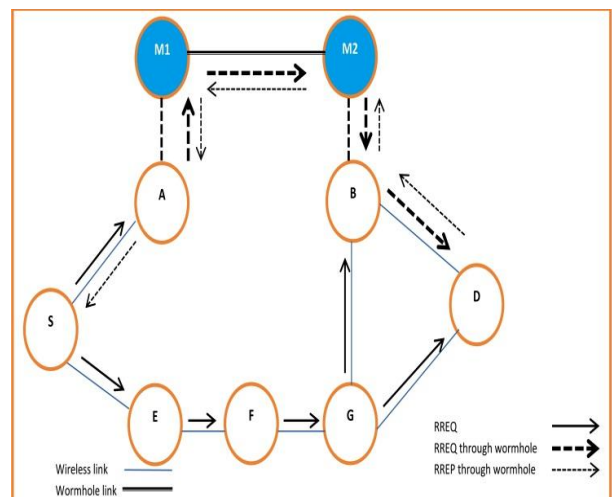 M1 M2
A B
S D
E F G
RREQ
RREQ through wormhole
RREP through wormhole
Wireless link
Wormhole link